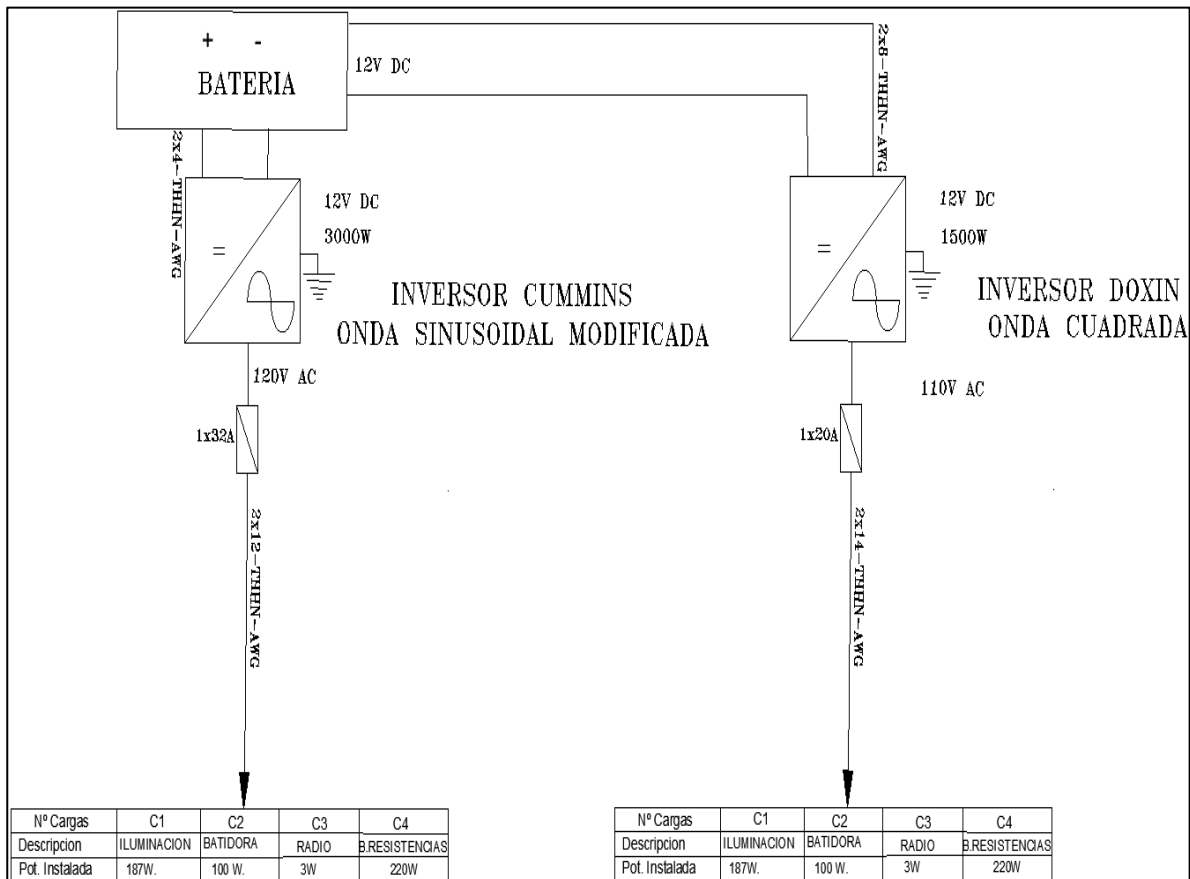 + -
BATERIA
12V DC
2x4-THHN-AWG
2x8-THHN-AWG
=
12V DC
3000W
INVERSOR CUMMINS
ONDA SINUSOIDAL MODIFICADA
=
12V DC
1500W
INVERSOR DOXIN
ONDA CUADRADA
120V AC
1x32A
2x12-THHN-AWG
110V AC
1x20A
2x14-THHN-AWG
Nº Cargas C1 C2 C3 C4
Descripcion ILUMINACION BATIDORA RADIO B.RESISTENCIAS
Pot. Instalada 187W. 100 W. 3W 220W
Nº Cargas C1 C2 C3 C4
Descripcion ILUMINACION BATIDORA RADIO B.RESISTENCIAS
Pot. Instalada 187W. 100 W. 3W 220W